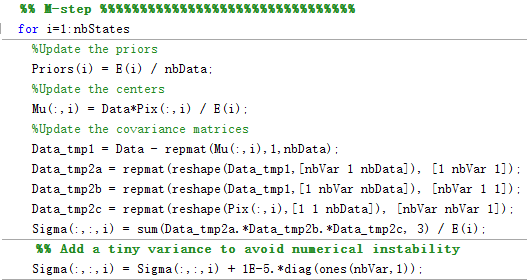 %% M-step %%%%%%%%%%%%%%%%%%%%%%%%%%%%%%%%
for i=1:nbStates
%Update the priors
Priors(i) = E(i) / nbData;
%Update the centers
Mu(:,i) = Data*Pix(:,i) / E(i);
%Update the covariance matrices
Data_tmp1 = Data - repmat(Mu(:,i),1,nbData);
Data_tmp2a = repmat(reshape(Data_tmp1,[nbVar 1 nbData]), [1 nbVar 1]);
Data_tmp2b = repmat(reshape(Data_tmp1,[1 nbVar nbData]), [nbVar 1 1]);
Data_tmp2c = repmat(reshape(Pix(:,i),[1 1 nbData]), [nbVar nbVar 1]);
Sigma(:,:,i) = sum(Data_tmp2a.*Data_tmp2b.*Data_tmp2c, 3) / E(i);
%% Add a tiny variance to avoid numerical instability
Sigma(:,:,i) = Sigma(:,:,i) + 1E-5.*diag(ones(nbVar,1));